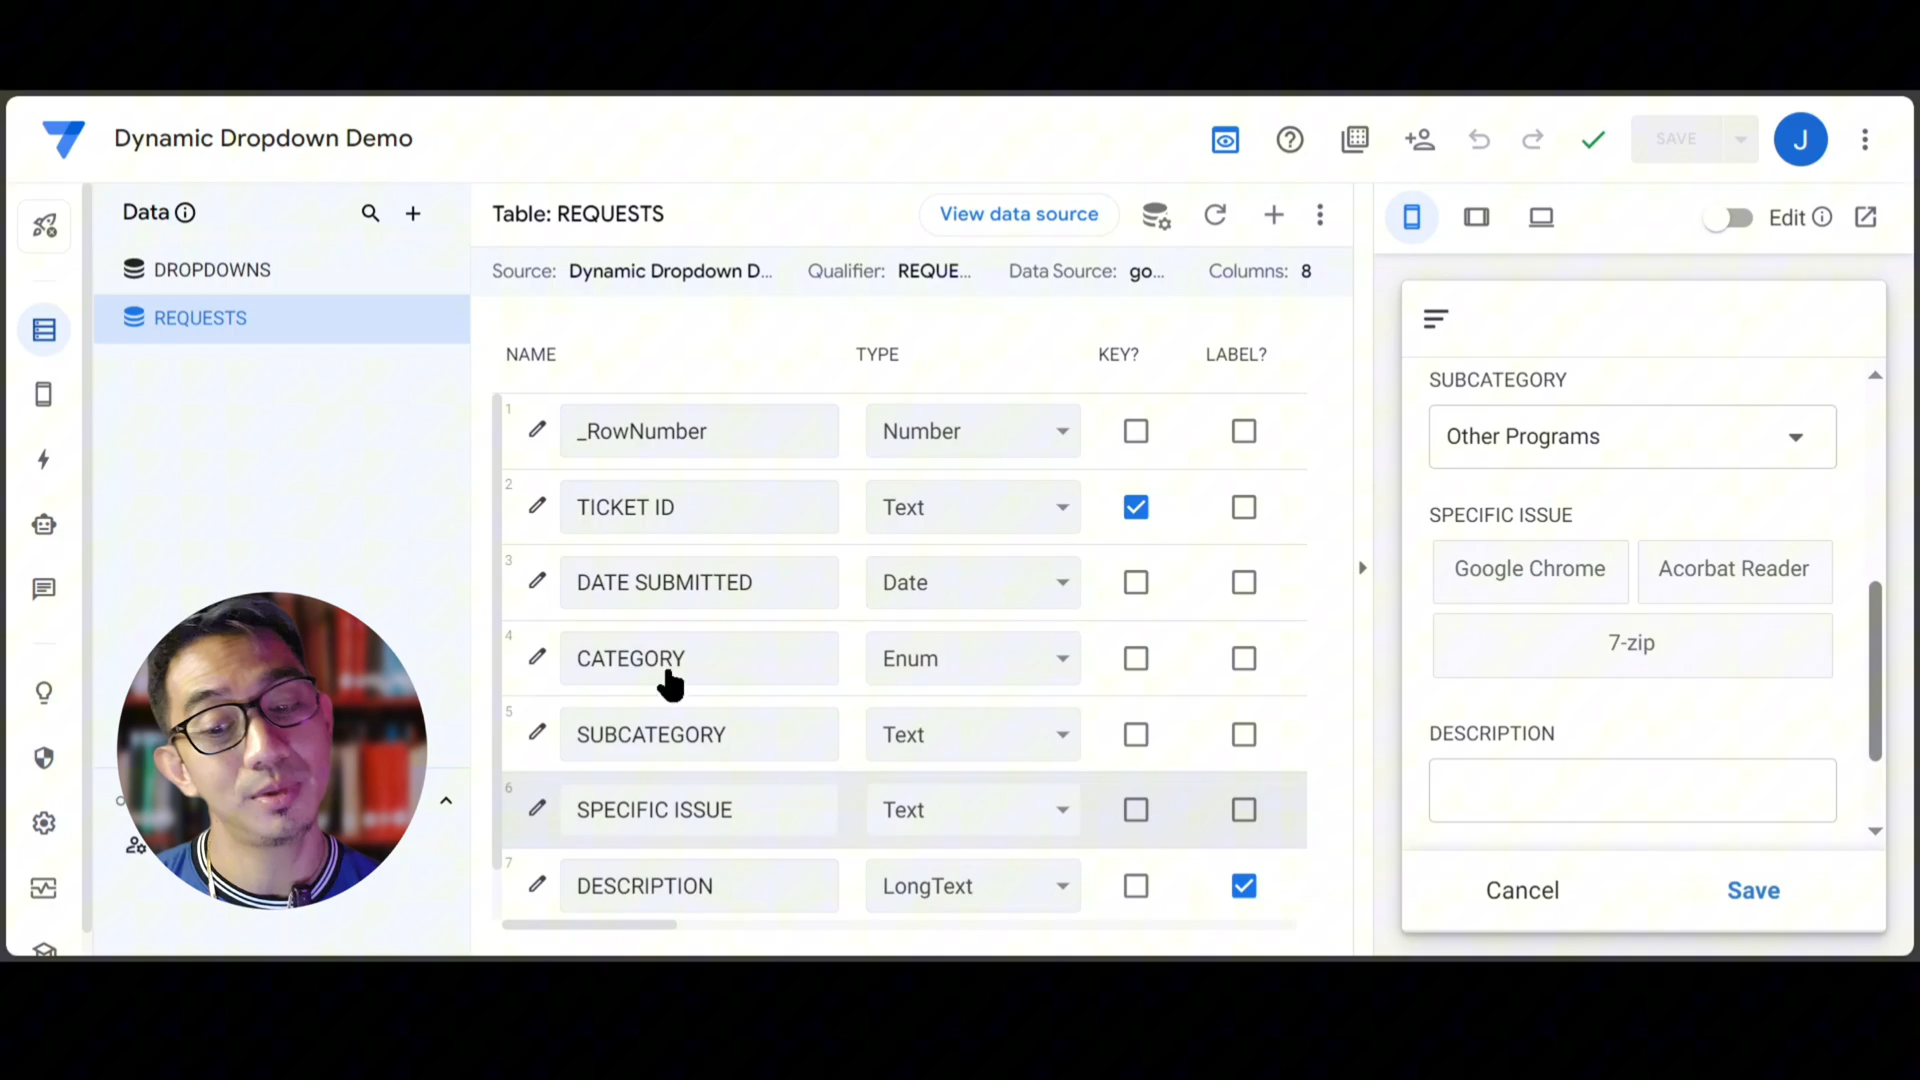 Dynamic Dropdown Demo
SAVE
J
Data
DROPDOWNS
REQUESTS
Table: REQUESTS
View data source
Source: Dynamic Dropdown D...
Qualifier: REQUE...
Data Source: go...
Columns: 8
NAME TYPE KEY? LABEL?
1 _RowNumber Number
2 TICKET ID Text
3 DATE SUBMITTED Date
4 CATEGORY Enum
5 SUBCATEGORY Text
6 SPECIFIC ISSUE Text
7 DESCRIPTION LongText
Edit
SUBCATEGORY
Other Programs
SPECIFIC ISSUE
Google Chrome
Acorbat Reader
7-zip
DESCRIPTION
Cancel
Save